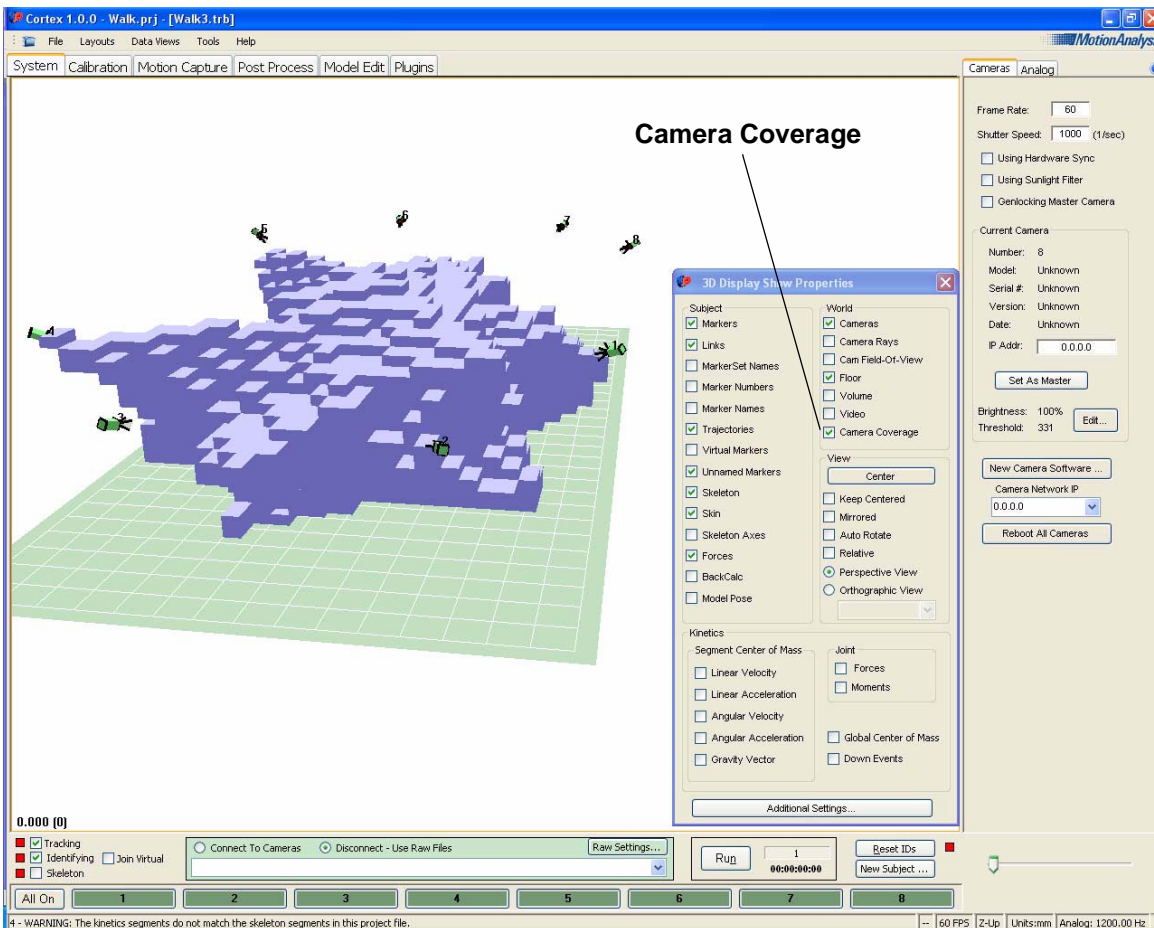 Cortex 1.0.0 - Walk.prj - [Walk3.trb]
File Layouts Data Views Tools Help
MotionAnalys
System Calibration Motion Capture Post Process Model Edit Plugins
Cameras Analog
Camera Coverage
5 6 7 8
4 3 2 1
Frame Rate: 60
Shutter Speed: 1000 (1/sec)
Using Hardware Sync
Using Sunlight Filter
Genlocking Master Camera
Current Camera
Number: 8
Model: Unknown
Serial #: Unknown
Version: Unknown
Date: Unknown
IP Addr: 0.0.0.0
Set As Master
Brightness: 100%
Threshold: 331
Edit...
New Camera Software ...
Camera Network IP
0.0.0.0
Reboot All Cameras
3D Display Show Properties
Subject
Markers
Links
MarkerSet Names
Marker Numbers
Marker Names
Trajectories
Virtual Markers
Unnamed Markers
Skeleton
Skin
Skeleton Axes
Forces
BackCalc
Model Pose
World
Cameras
Camera Rays
Cam Field-Of-View
Floor
Volume
Video
Camera Coverage
View
Center
Keep Centered
Mirrored
Auto Rotate
Relative
Perspective View
Orthographic View
Kinetics
Segment Center of Mass
Linear Velocity
Linear Acceleration
Angular Velocity
Angular Acceleration
Gravity Vector
Joint
Forces
Moments
Global Center of Mass
Down Events
Additional Settings...
0.000 (0)
Tracking
Identifying Join Virtual
Skeleton
Connect To Cameras Disconnect - Use Raw Files Raw Settings...
Run
1
00:00:00:00
Reset IDs
New Subject ...
All On 1 2 3 4 5 6 7 8
4 - WARNING: The kinetics segments do not match the skeleton segments in this project file.
-- 60 FPS Z-Up Units:mm Analog: 1200.00 Hz